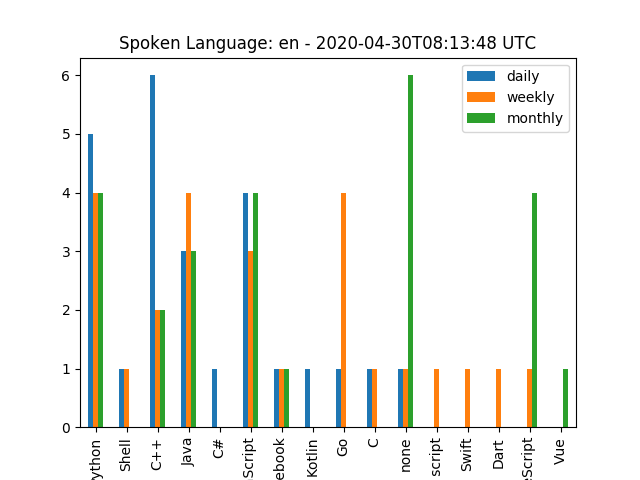 Spoken Language: en - 2020-04-30T08:13:48 UTC
daily
weekly
monthly
6
5
4
3
2
1
0
ython
Shell
C++
Java
C#
Script
ebook
Kotlin
Go
C
none
script
Swift
Dart
eScript
Vue